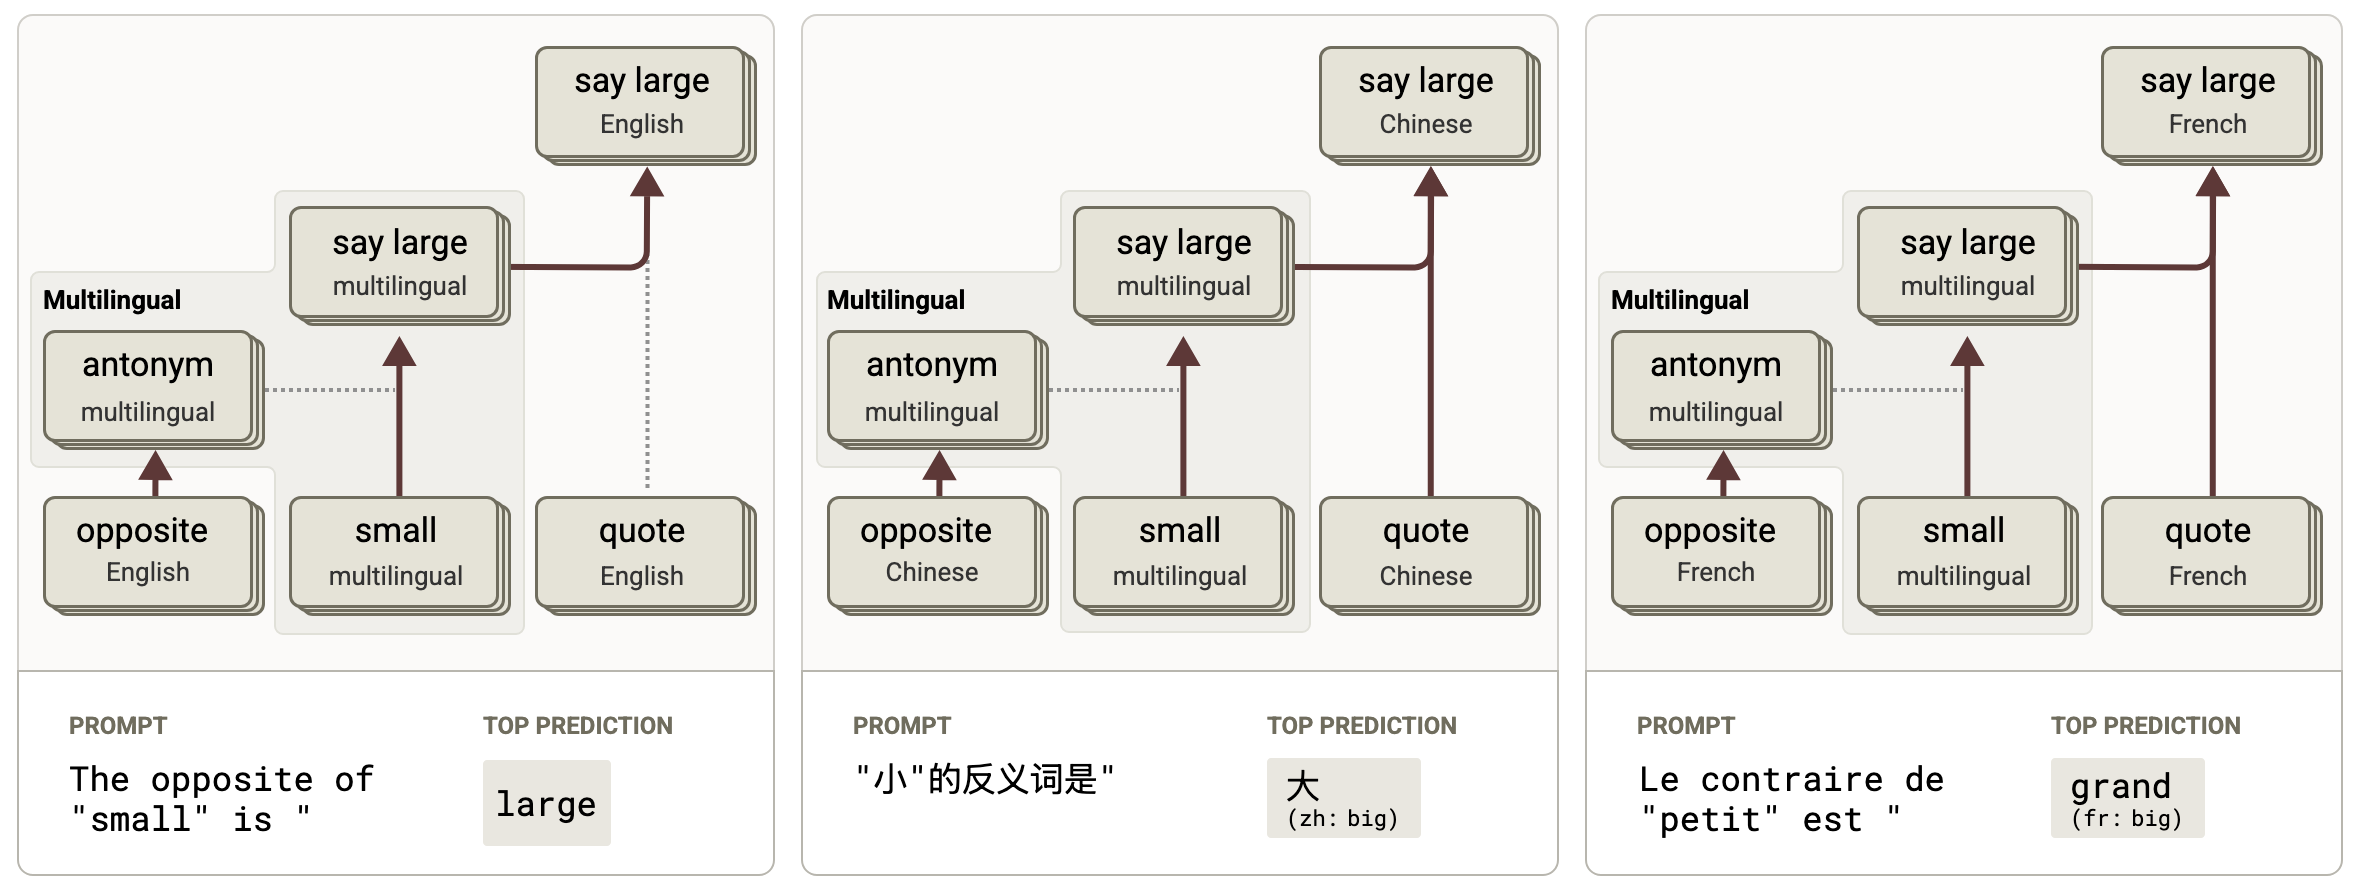 say large
English
say large
multilingual
Multilingual
antonym
multilingual
opposite
English
small
multilingual
quote
English
PROMPT
The opposite of
"small" is "
TOP PREDICTION
large
say large
Chinese
say large
multilingual
Multilingual
antonym
multilingual
opposite
Chinese
small
multilingual
quote
Chinese
PROMPT
"小"的反义词是"
TOP PREDICTION
大
(zh: big)
say large
French
say large
multilingual
Multilingual
antonym
multilingual
opposite
French
small
multilingual
quote
French
PROMPT
Le contraire de
"petit" est "
TOP PREDICTION
grand
(fr: big)